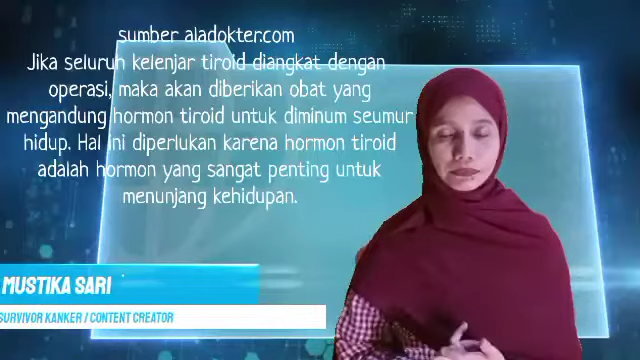 sumber aladokter.com
Jika seluruh kelenjar tiroid diangkat dengan
operasi, maka akan diberikan obat yang
mengandung hormon tiroid untuk diminum seumur
hidup. Hal ini diperlukan karena hormon tiroid
adalah hormon yang sangat penting untuk
menunjang kehidupan.
MUSTIKA SARI
SURVIVOR KANKER / CONTENT CREATOR